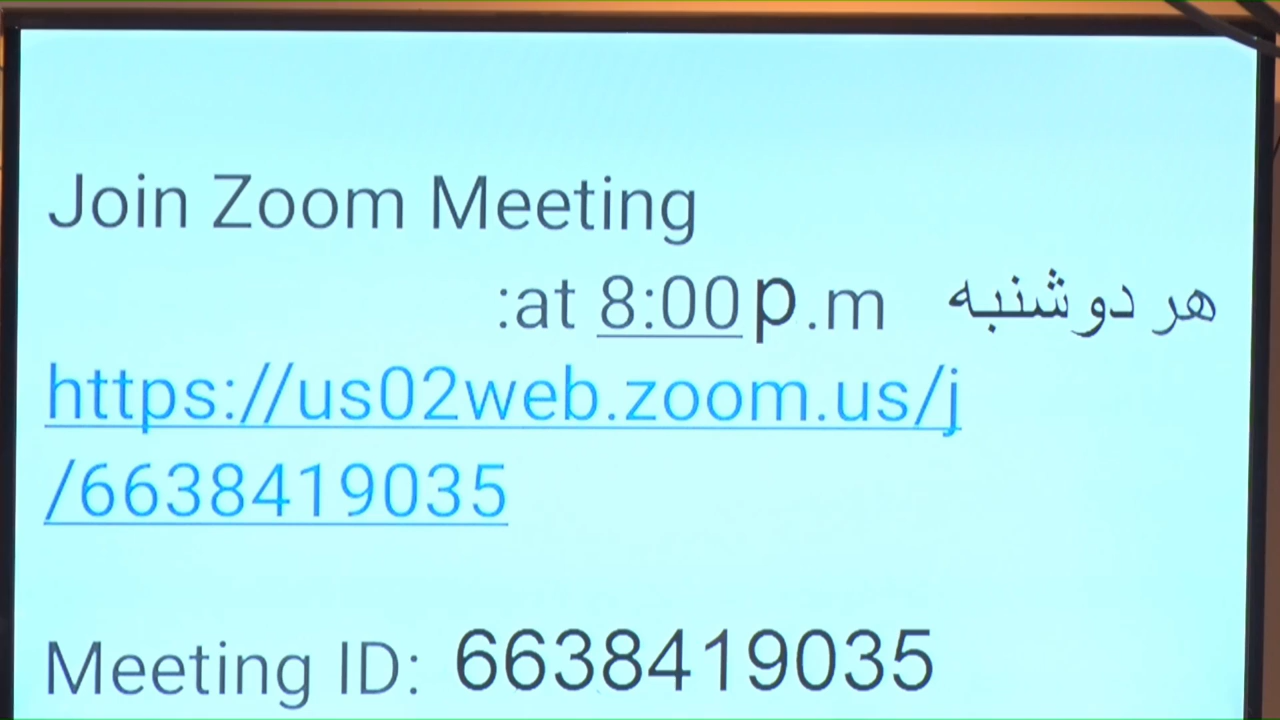 Join Zoom Meeting
هر دوشنبه at 8:00 p.m:
https://us02web.zoom.us/j
/6638419035
Meeting ID: 6638419035